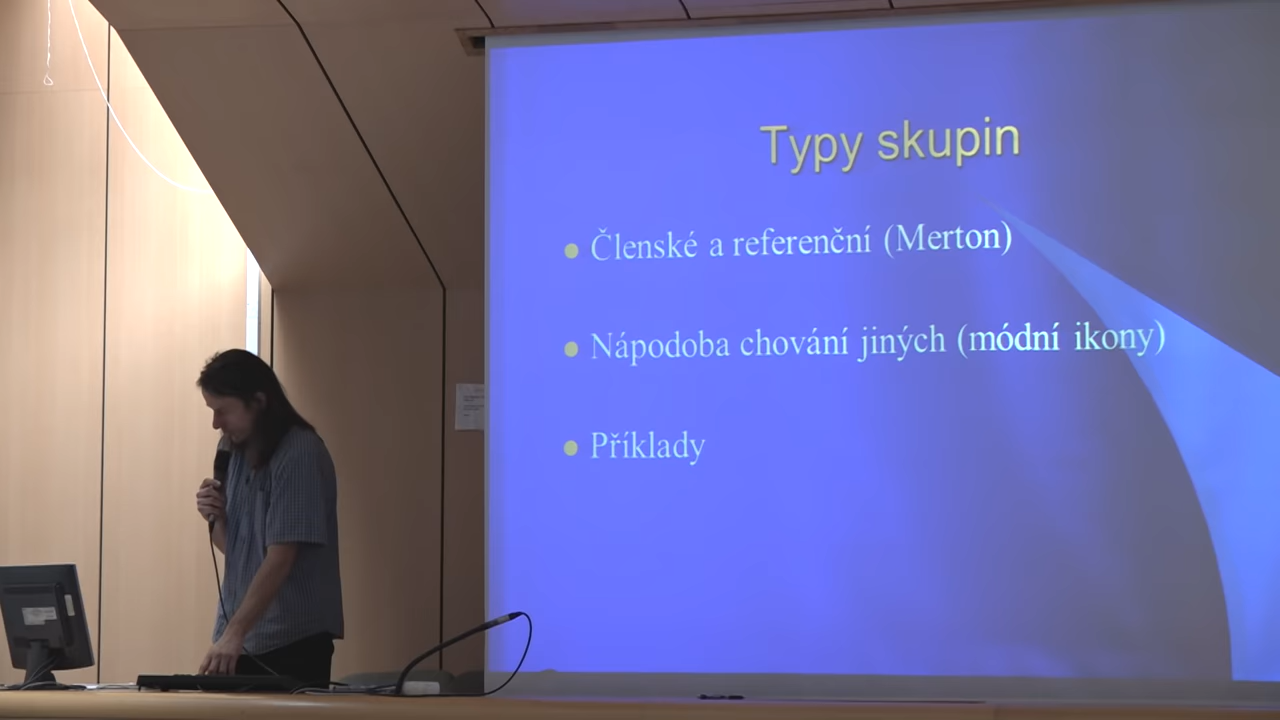 Typy skupin
Členské a referenční (Merton)
Nápodoba chování jiných (módní ikony)
Příklady